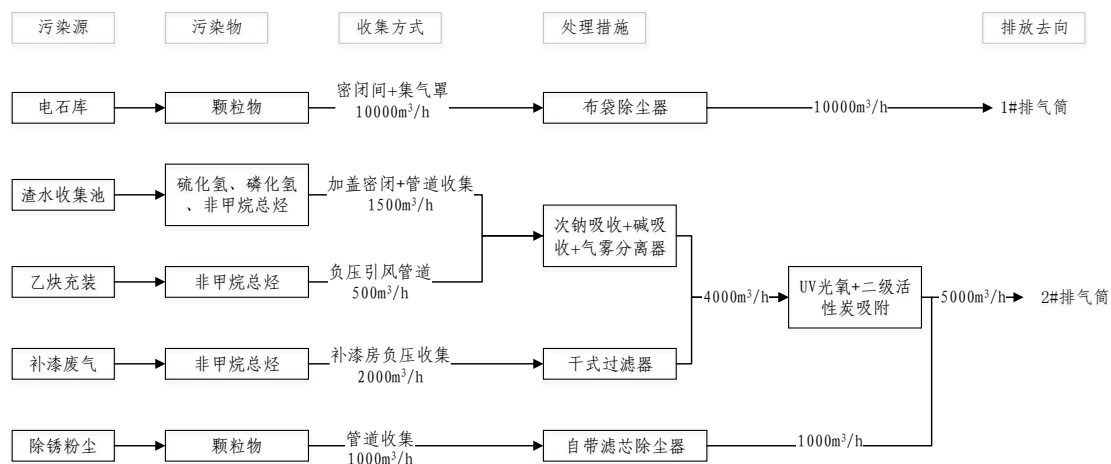 污染源
污染物
收集方式
处理措施
排放去向
电石库
颗粒物
密闭间+集气罩
10000m³/h
布袋除尘器
10000m³/h
1#排气筒
渣水收集池
硫化氢、磷化氢
、非甲烷总烃
加盖密闭+管道收集
1500m³/h
次钠吸收+碱吸
收+气雾分离器
乙炔充装
非甲烷总烃
负压引风管道
500m³/h
4000m³/h
UV光氧+二级活
性炭吸附
5000m³/h
2#排气筒
补漆废气
非甲烷总烃
补漆房负压收集
2000m³/h
干式过滤器
除锈粉尘
颗粒物
管道收集
1000m³/h
自带滤芯除尘器
1000m³/h